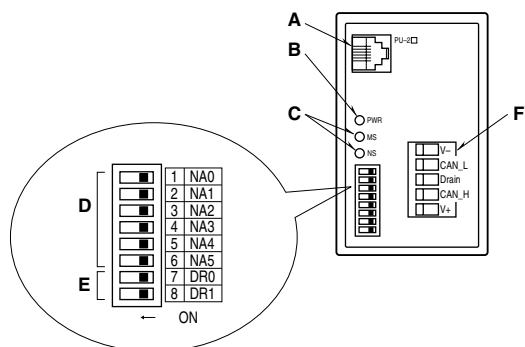 A
PU-2□
B
C
PWR
MS
NS
F
V–
CAN_L
Drain
CAN_H
V+
D
1 NA0
2 NA1
3 NA2
4 NA3
5 NA4
6 NA5
E
7 DR0
8 DR1
← ON